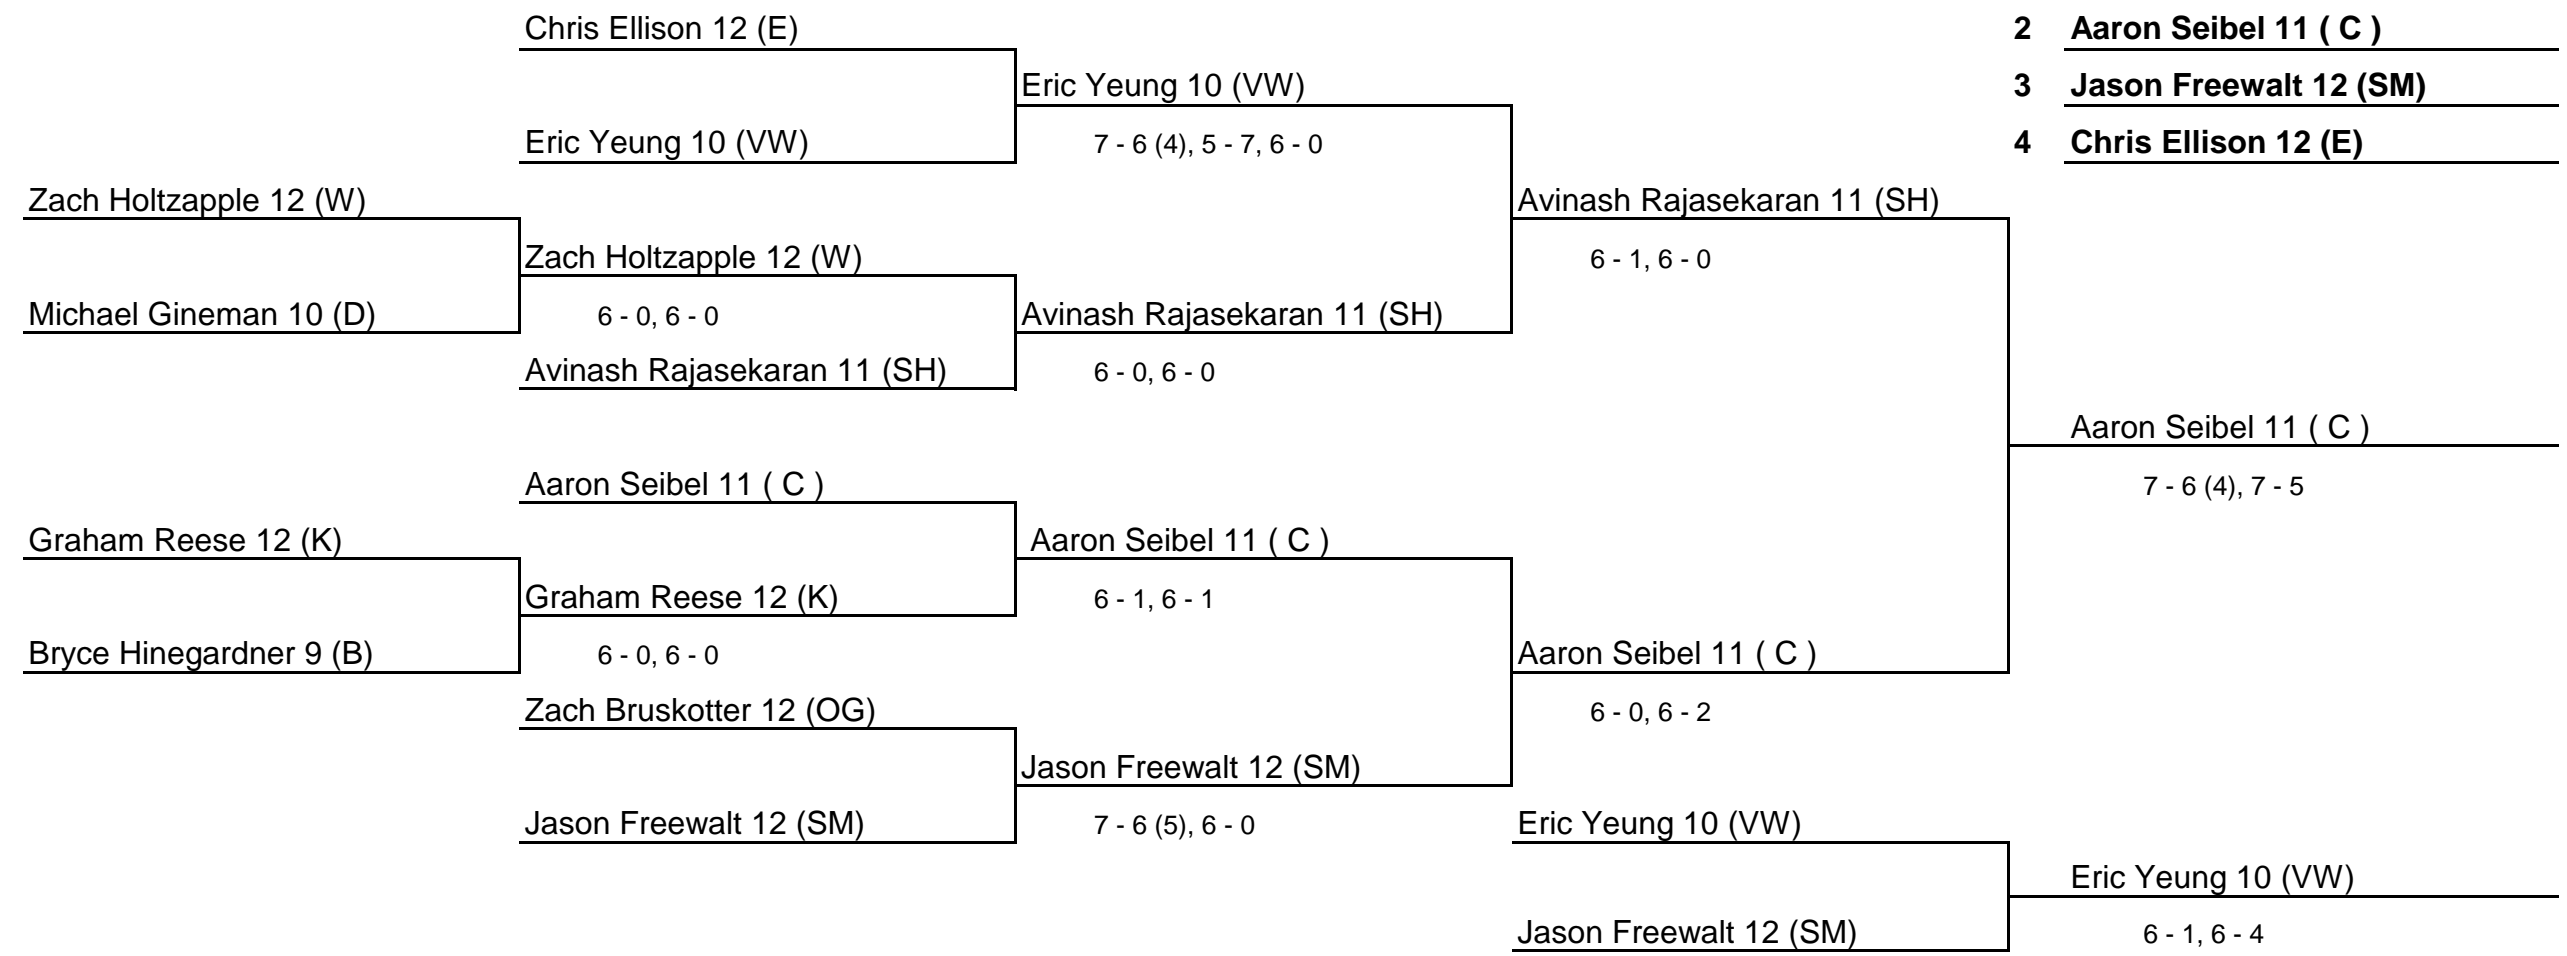 Chris Ellison 12 (E)
2 Aaron Seibel 11 ( C )
Eric Yeung 10 (VW)
3 Jason Freewalt 12 (SM)
Eric Yeung 10 (VW)
7 - 6 (4), 5 - 7, 6 - 0
4 Chris Ellison 12 (E)
Zach Holtzapple 12 (W)
Avinash Rajasekaran 11 (SH)
Zach Holtzapple 12 (W)
6 - 1, 6 - 0
Michael Gineman 10 (D)
6 - 0, 6 - 0
Avinash Rajasekaran 11 (SH)
Avinash Rajasekaran 11 (SH)
6 - 0, 6 - 0
Aaron Seibel 11 ( C )
Aaron Seibel 11 ( C )
7 - 6 (4), 7 - 5
Graham Reese 12 (K)
Aaron Seibel 11 ( C )
Graham Reese 12 (K)
6 - 1, 6 - 1
Bryce Hinegardner 9 (B)
6 - 0, 6 - 0
Aaron Seibel 11 ( C )
Zach Bruskotter 12 (OG)
6 - 0, 6 - 2
Jason Freewalt 12 (SM)
Jason Freewalt 12 (SM)
7 - 6 (5), 6 - 0
Eric Yeung 10 (VW)
Eric Yeung 10 (VW)
Jason Freewalt 12 (SM)
6 - 1, 6 - 4